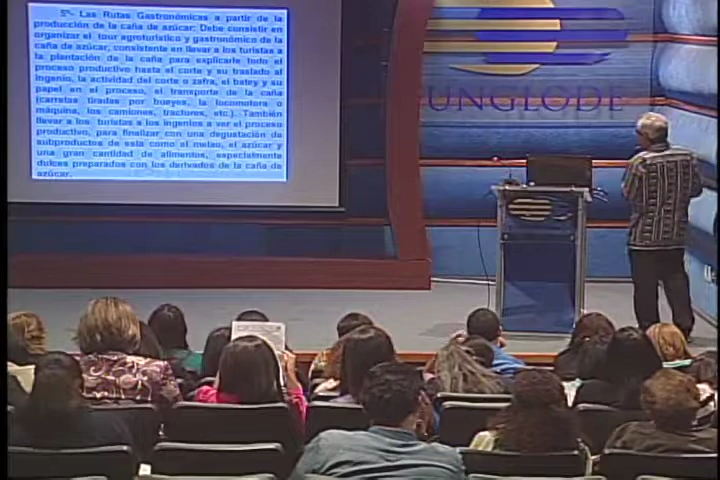 5º- Las Rutas Gastronómicas a partir de la
producción de la caña de azúcar: Debe consistir en
organizar el tour agroturístico y gastronómico de la
caña de azúcar, consistente en llevar a los turistas a
la plantación de la caña para explicarle todo el
proceso productivo hasta el corte y su traslado al
ingenio, la actividad del corte o zafra, el batey y su
papel en el proceso, el transporte de la caña
(carretas tiradas por bueyes, la locomotora o
máquina, los camiones, tractores, etc.). También
llevar a los turistas a los ingenios a ver el proceso
productivo, para finalizar con una degustación de
subproductos de esta como el melau, el azúcar y
una gran cantidad de alimentos, especialmente
dulces preparados con los derivados de la caña de
azúcar.
UNGLODE